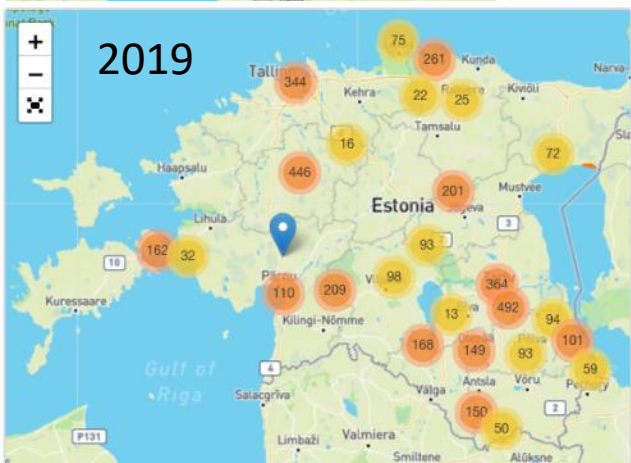 nal Park
+
−
2019
75
261
Kunda
Narva-
Tallinn
344
Kehra
22
25
Kiviõli
Tamsalu
16
72
Haapsalu
446
201
Mustvee
Estonia
Lihula
3
162
32
93
10
Pärnu
98
364
Kuressaare
110
209
492
Kilingi-Nõmme
13
94
168
149
93
101
Gulf of
Riga
4
59
Salacgrīva
Valga
Antsla
Võru
Pechory
150
2
50
P131
Limbaži
Valmiera
Smiltene
Alūksne